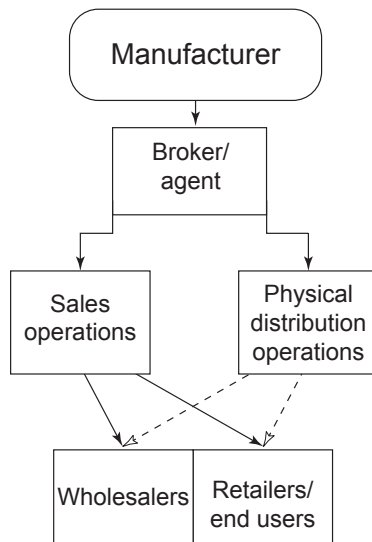 Manufacturer
Broker/
agent
Sales
operations
Physical
distribution
operations
Wholesalers
Retailers/
end users